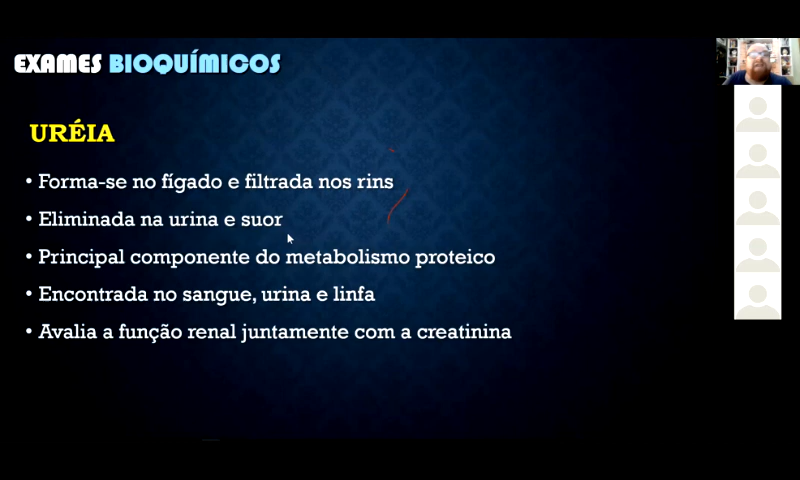 EXAMES BIOQUÍMICOS
URÉIA
• Forma-se no fígado e filtrada nos rins
• Eliminada na urina e suor
• Principal componente do metabolismo proteico
• Encontrada no sangue, urina e linfa
• Avalia a função renal juntamente com a creatinina